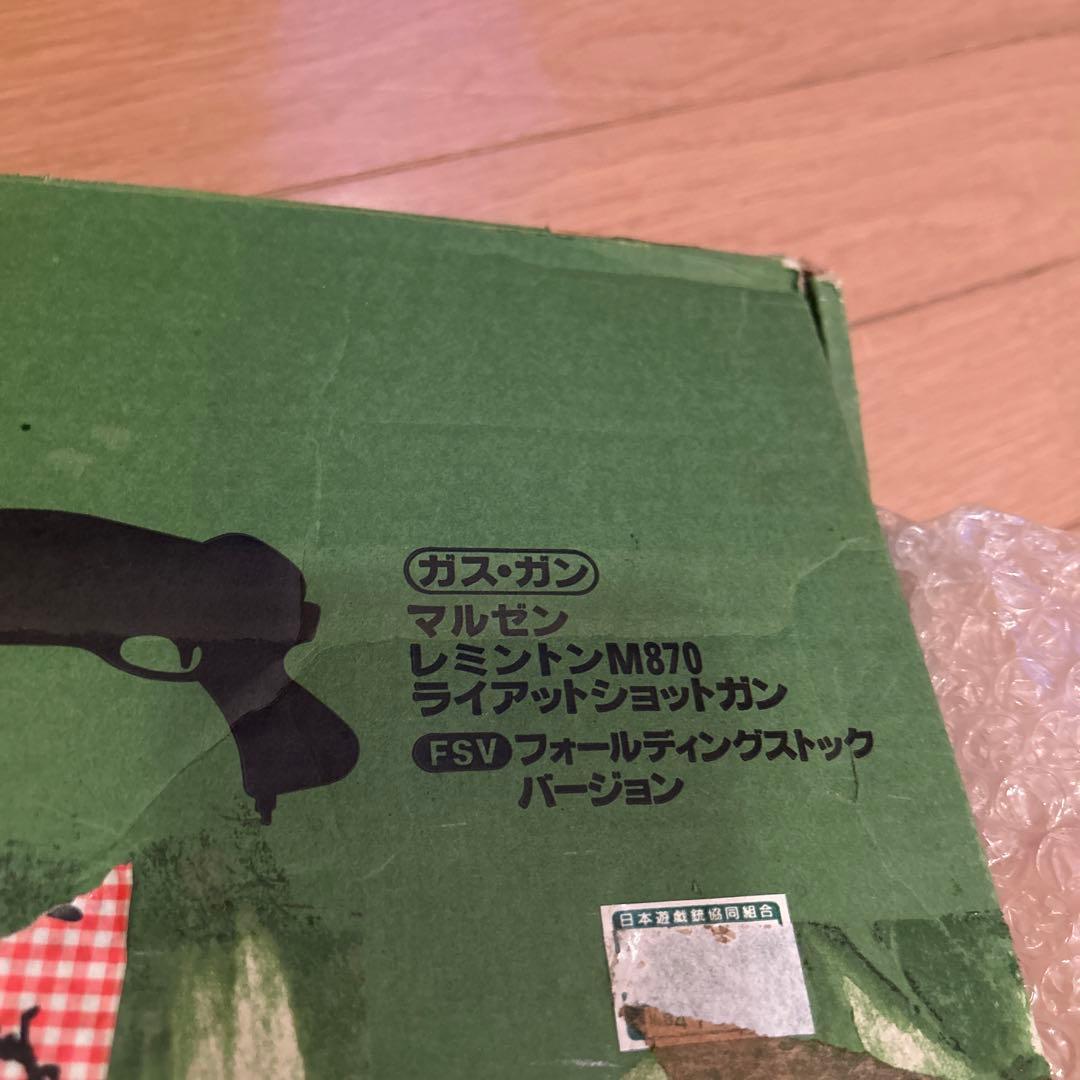 ガス・ガン
マルゼン
レミントンM870
ライアットショットガン
FSV フォールディングストック
バージョン
日本遊戯銃協同組合